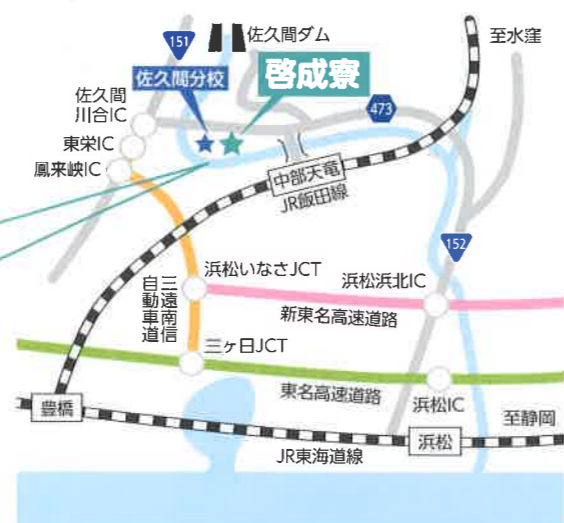 151
佐久間ダム
至水窪
佐久間分校
啓成寮
佐久間
川合IC
473
東栄IC
鳳来峡IC
中部天竜
JR飯田線
152
浜松いなさJCT
浜松浜北IC
三遠南信
自動車道
新東名高速道路
三ヶ日JCT
東名高速道路
浜松IC
豊橋
至静岡
浜松
JR東海道線